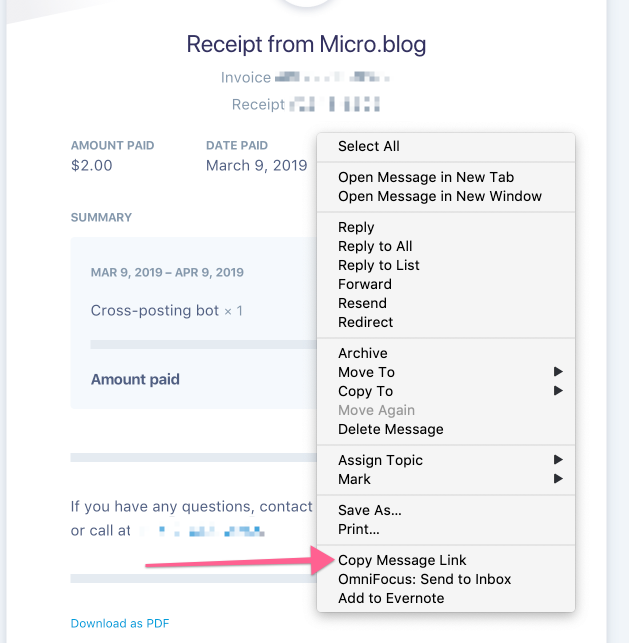 Receipt from Micro.blog
Invoice
Receipt
AMOUNT PAID
DATE PAID
$2.00
March 9, 2019
SUMMARY
MAR 9, 2019 – APR 9, 2019
Cross-posting bot × 1
Amount paid
If you have any questions, contact
or call at
Download as PDF
Select All
Open Message in New Tab
Open Message in New Window
Reply
Reply to All
Reply to List
Forward
Resend
Redirect
Archive
Move To
Copy To
Move Again
Delete Message
Assign Topic
Mark
Save As...
Print...
Copy Message Link
OmniFocus: Send to Inbox
Add to Evernote